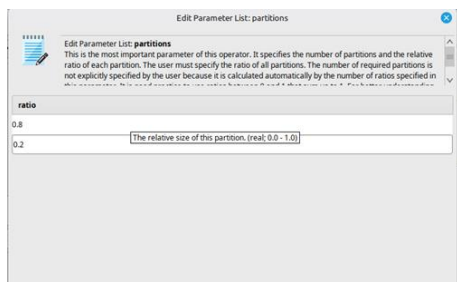 Edit Parameter List: partitions
Edit Parameter List: partitions
This is the most important parameter of this operator. It specifies the number of partitions and the relative
ratio of each partition. The user must specify the ratio of all partitions. The number of required partitions is
not explicitly specified by the user because it is calculated automatically by the number of ratios specified in
ratio
0.8
The relative size of this partition. (real; 0.0 - 1.0)
0.2